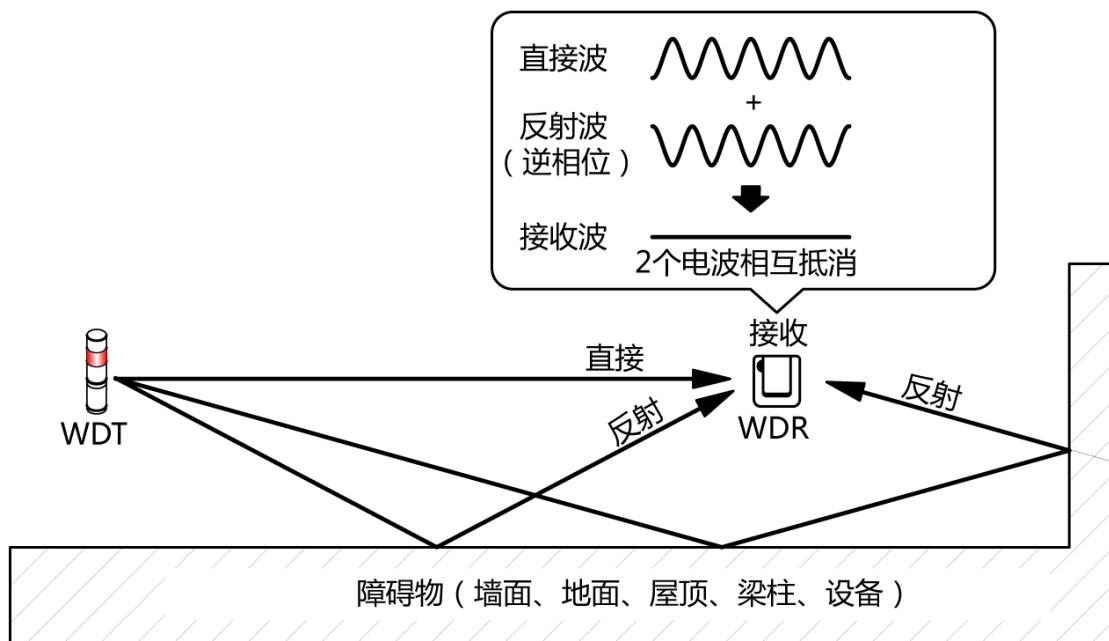 直接波
+
反射波
（逆相位）
接收波
2个电波相互抵消
接收
直接
反射
反射
WDT
WDR
障碍物（墙面、地面、屋顶、梁柱、设备）